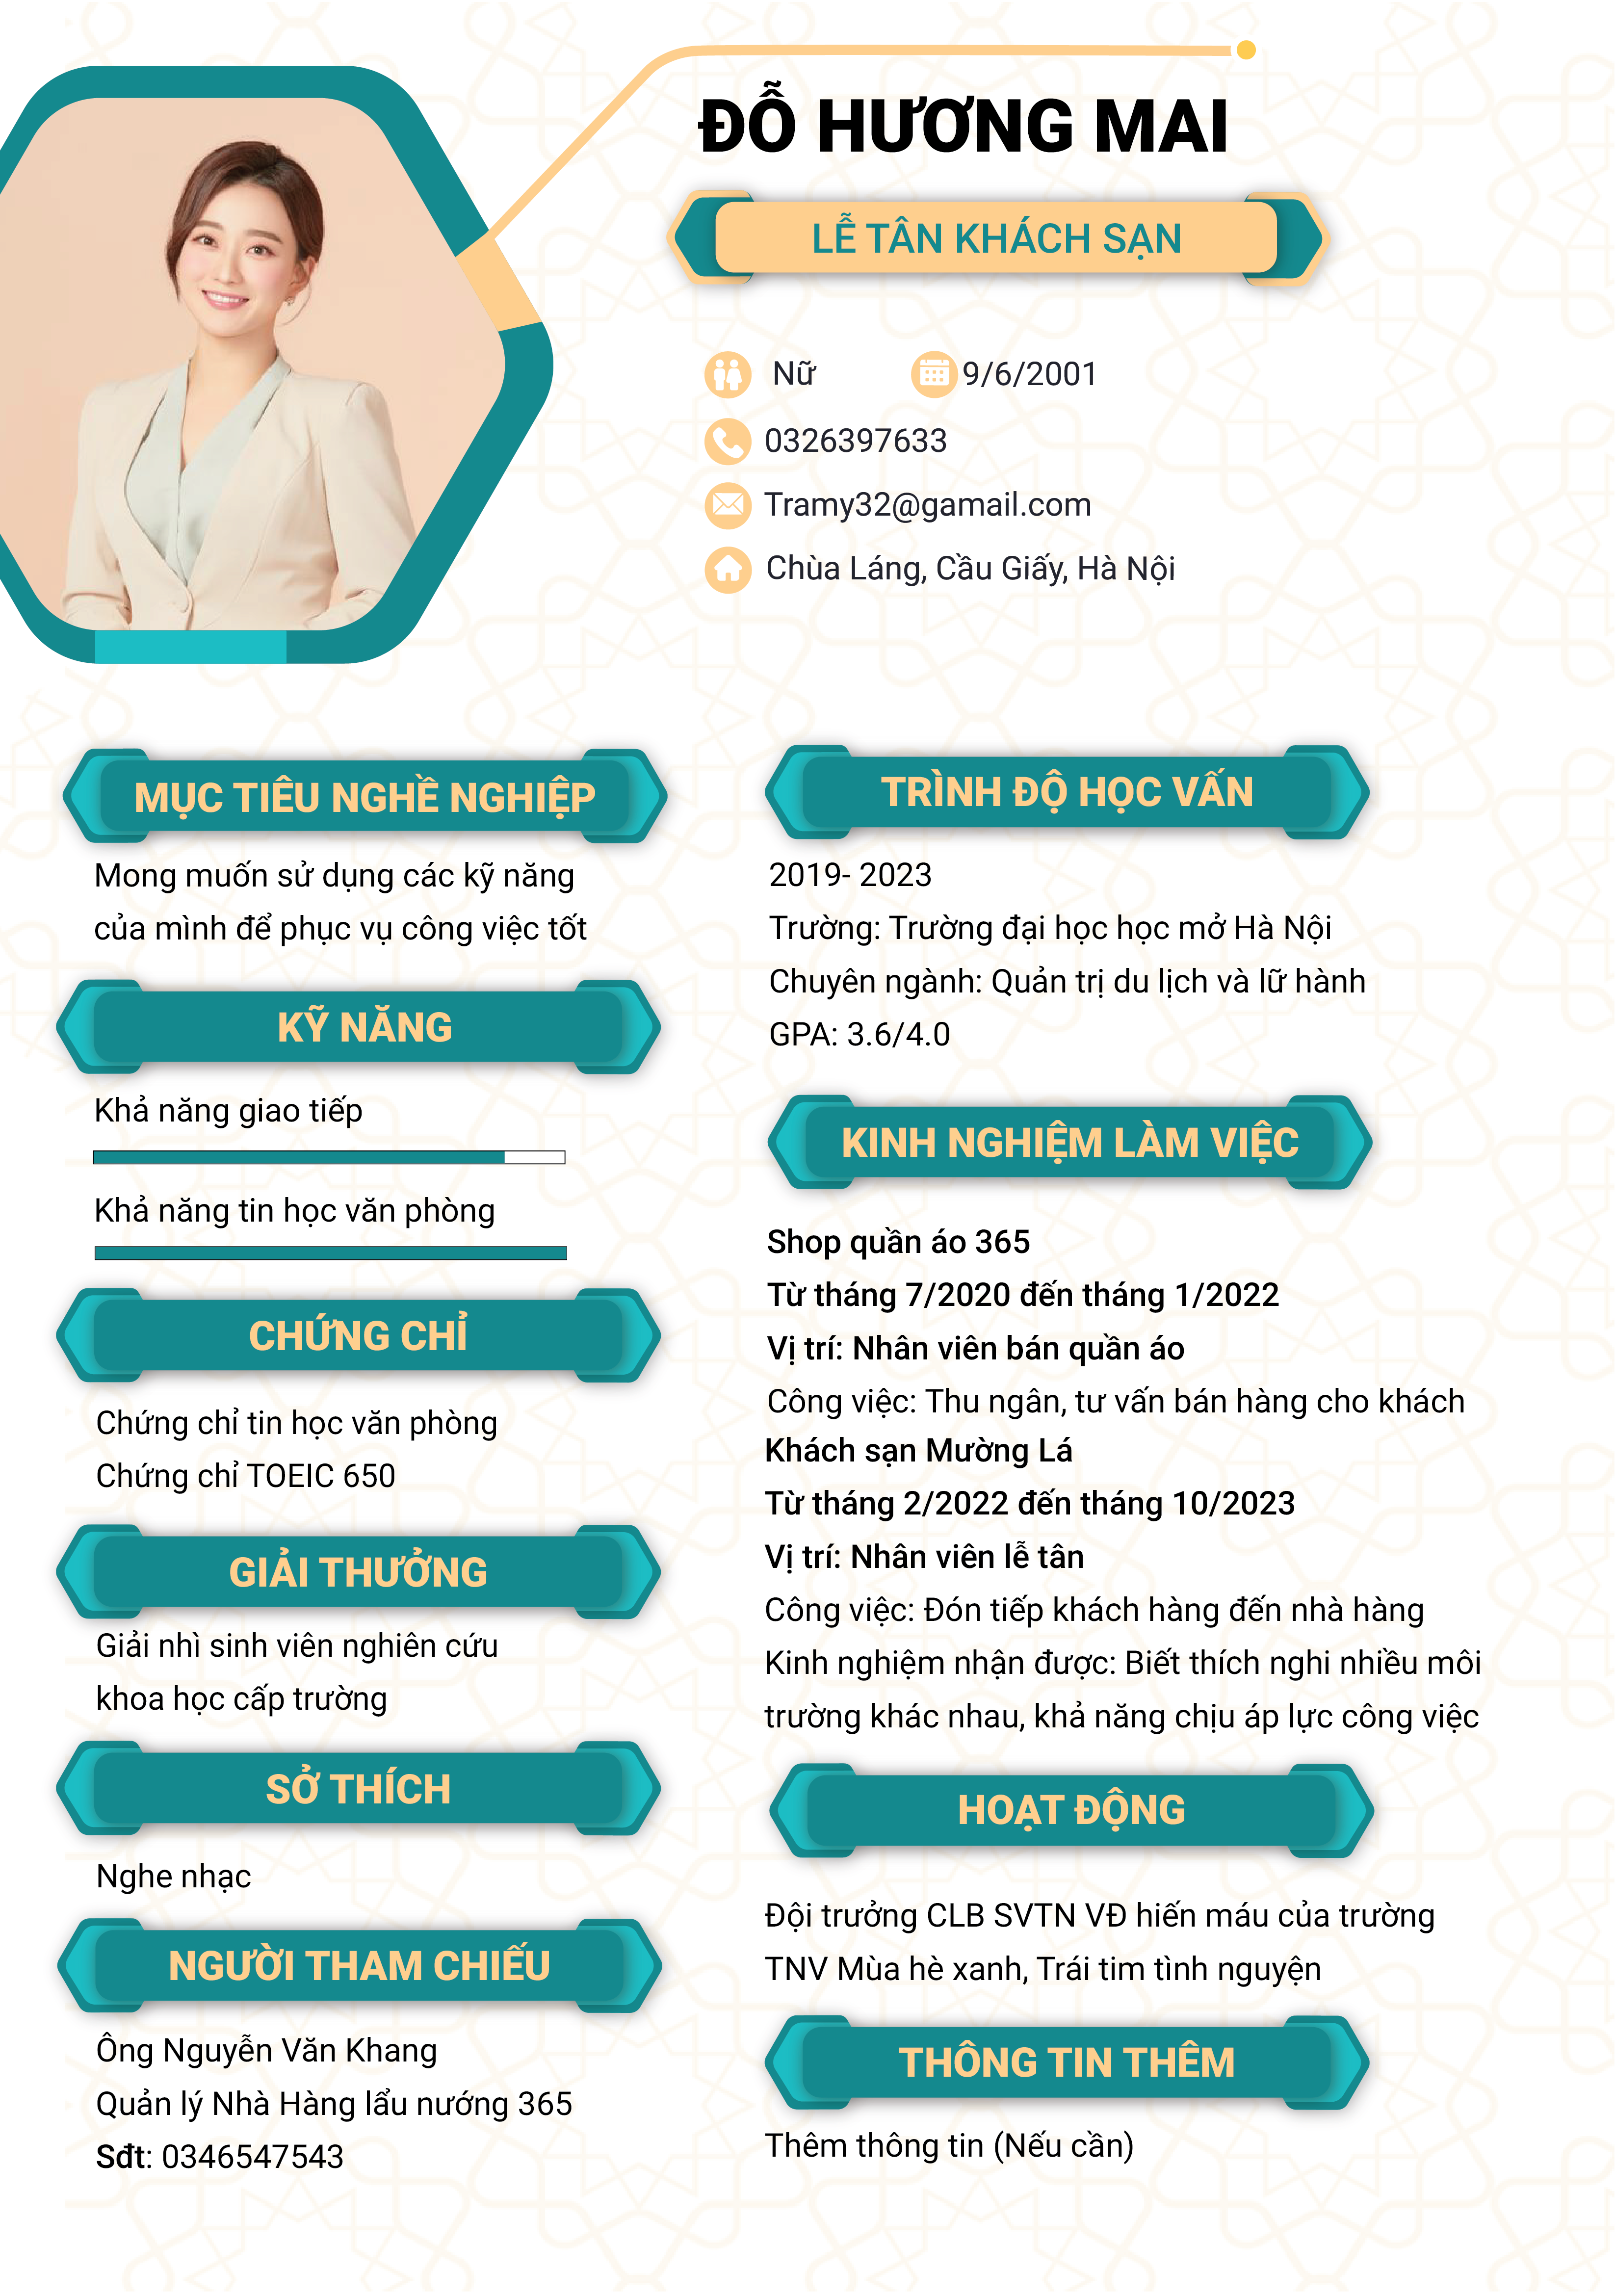 ĐỖ HƯƠNG MAI
LỄ TÂN KHÁCH SẠN
Nữ
9/6/2001
0326397633
Tramy32@gamail.com
Chùa Láng, Cầu Giấy, Hà Nội
MỤC TIÊU NGHỀ NGHIỆP
Mong muốn sử dụng các kỹ năng
của mình để phục vụ công việc tốt
KỸ NĂNG
Khả năng giao tiếp
Khả năng tin học văn phòng
CHỨNG CHỈ
Chứng chỉ tin học văn phòng
Chứng chỉ TOEIC 650
GIẢI THƯỞNG
Giải nhì sinh viên nghiên cứu
khoa học cấp trường
SỞ THÍCH
Nghe nhạc
NGƯỜI THAM CHIẾU
Ông Nguyễn Văn Khang
Quản lý Nhà Hàng lẩu nướng 365
Sđt: 0346547543
TRÌNH ĐỘ HỌC VẤN
2019- 2023
Trường: Trường đại học học mở Hà Nội
Chuyên ngành: Quản trị du lịch và lữ hành
GPA: 3.6/4.0
KINH NGHIỆM LÀM VIỆC
Shop quần áo 365
Từ tháng 7/2020 đến tháng 1/2022
Vị trí: Nhân viên bán quần áo
Công việc: Thu ngân, tư vấn bán hàng cho khách
Khách sạn Mường Lá
Từ tháng 2/2022 đến tháng 10/2023
Vị trí: Nhân viên lễ tân
Công việc: Đón tiếp khách hàng đến nhà hàng
Kinh nghiệm nhận được: Biết thích nghi nhiều môi
trường khác nhau, khả năng chịu áp lực công việc
HOẠT ĐỘNG
Đội trưởng CLB SVTN VĐ hiến máu của trường
TNV Mùa hè xanh, Trái tim tình nguyện
THÔNG TIN THÊM
Thêm thông tin (Nếu cần)